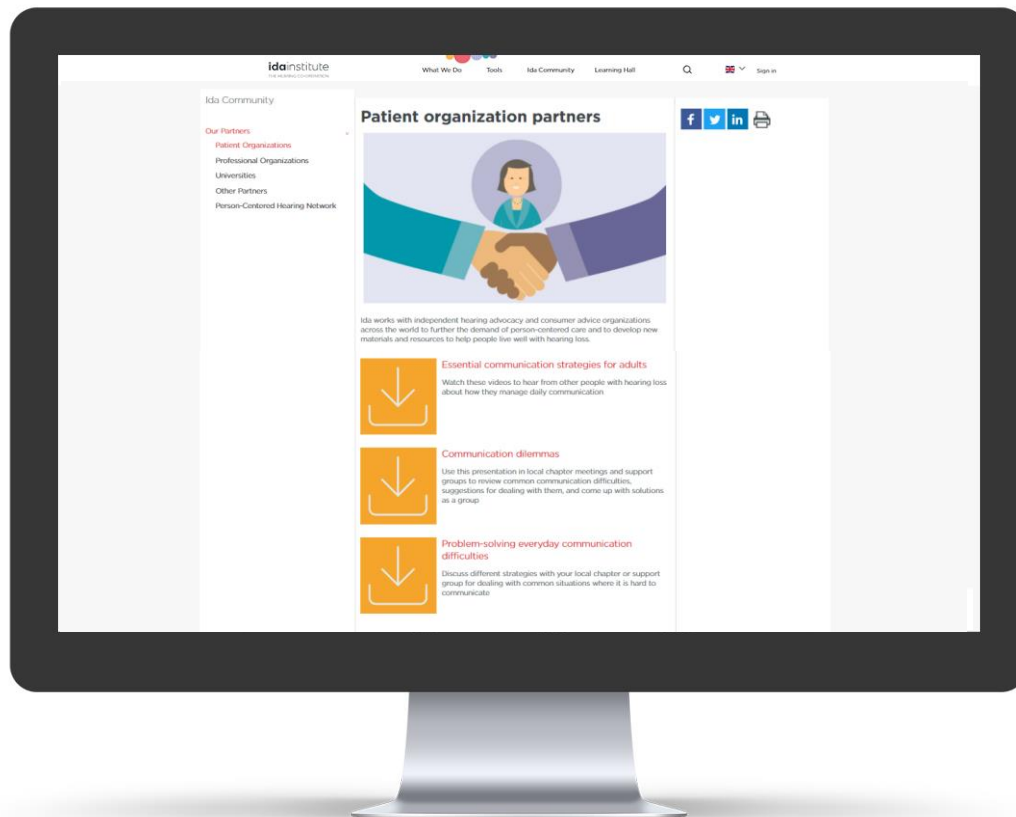 idainstitute
What We Do
Tools
Ida Community
Learning Hall
Sign in
Ida Community
Our Partners
Patient Organizations
Professional Organizations
Universities
Other Partners
Person-Centered Hearing Network
Patient organization partners
Ida works with independent hearing advocacy and consumer advice organizations
across the world to further the demand of person-centered care and to develop new
materials and resources to help people live well with hearing loss.
Essential communication strategies for adults
Watch these videos to hear from other people with hearing loss
about how they manage daily communication
Communication dilemmas
Use this presentation in local chapter meetings and support
groups to review common communication difficulties,
suggestions for dealing with them, and come up with solutions
as a group
Problem-solving everyday communication
difficulties
Discuss different strategies with your local chapter or support
group for dealing with common situations where it is hard to
communicate